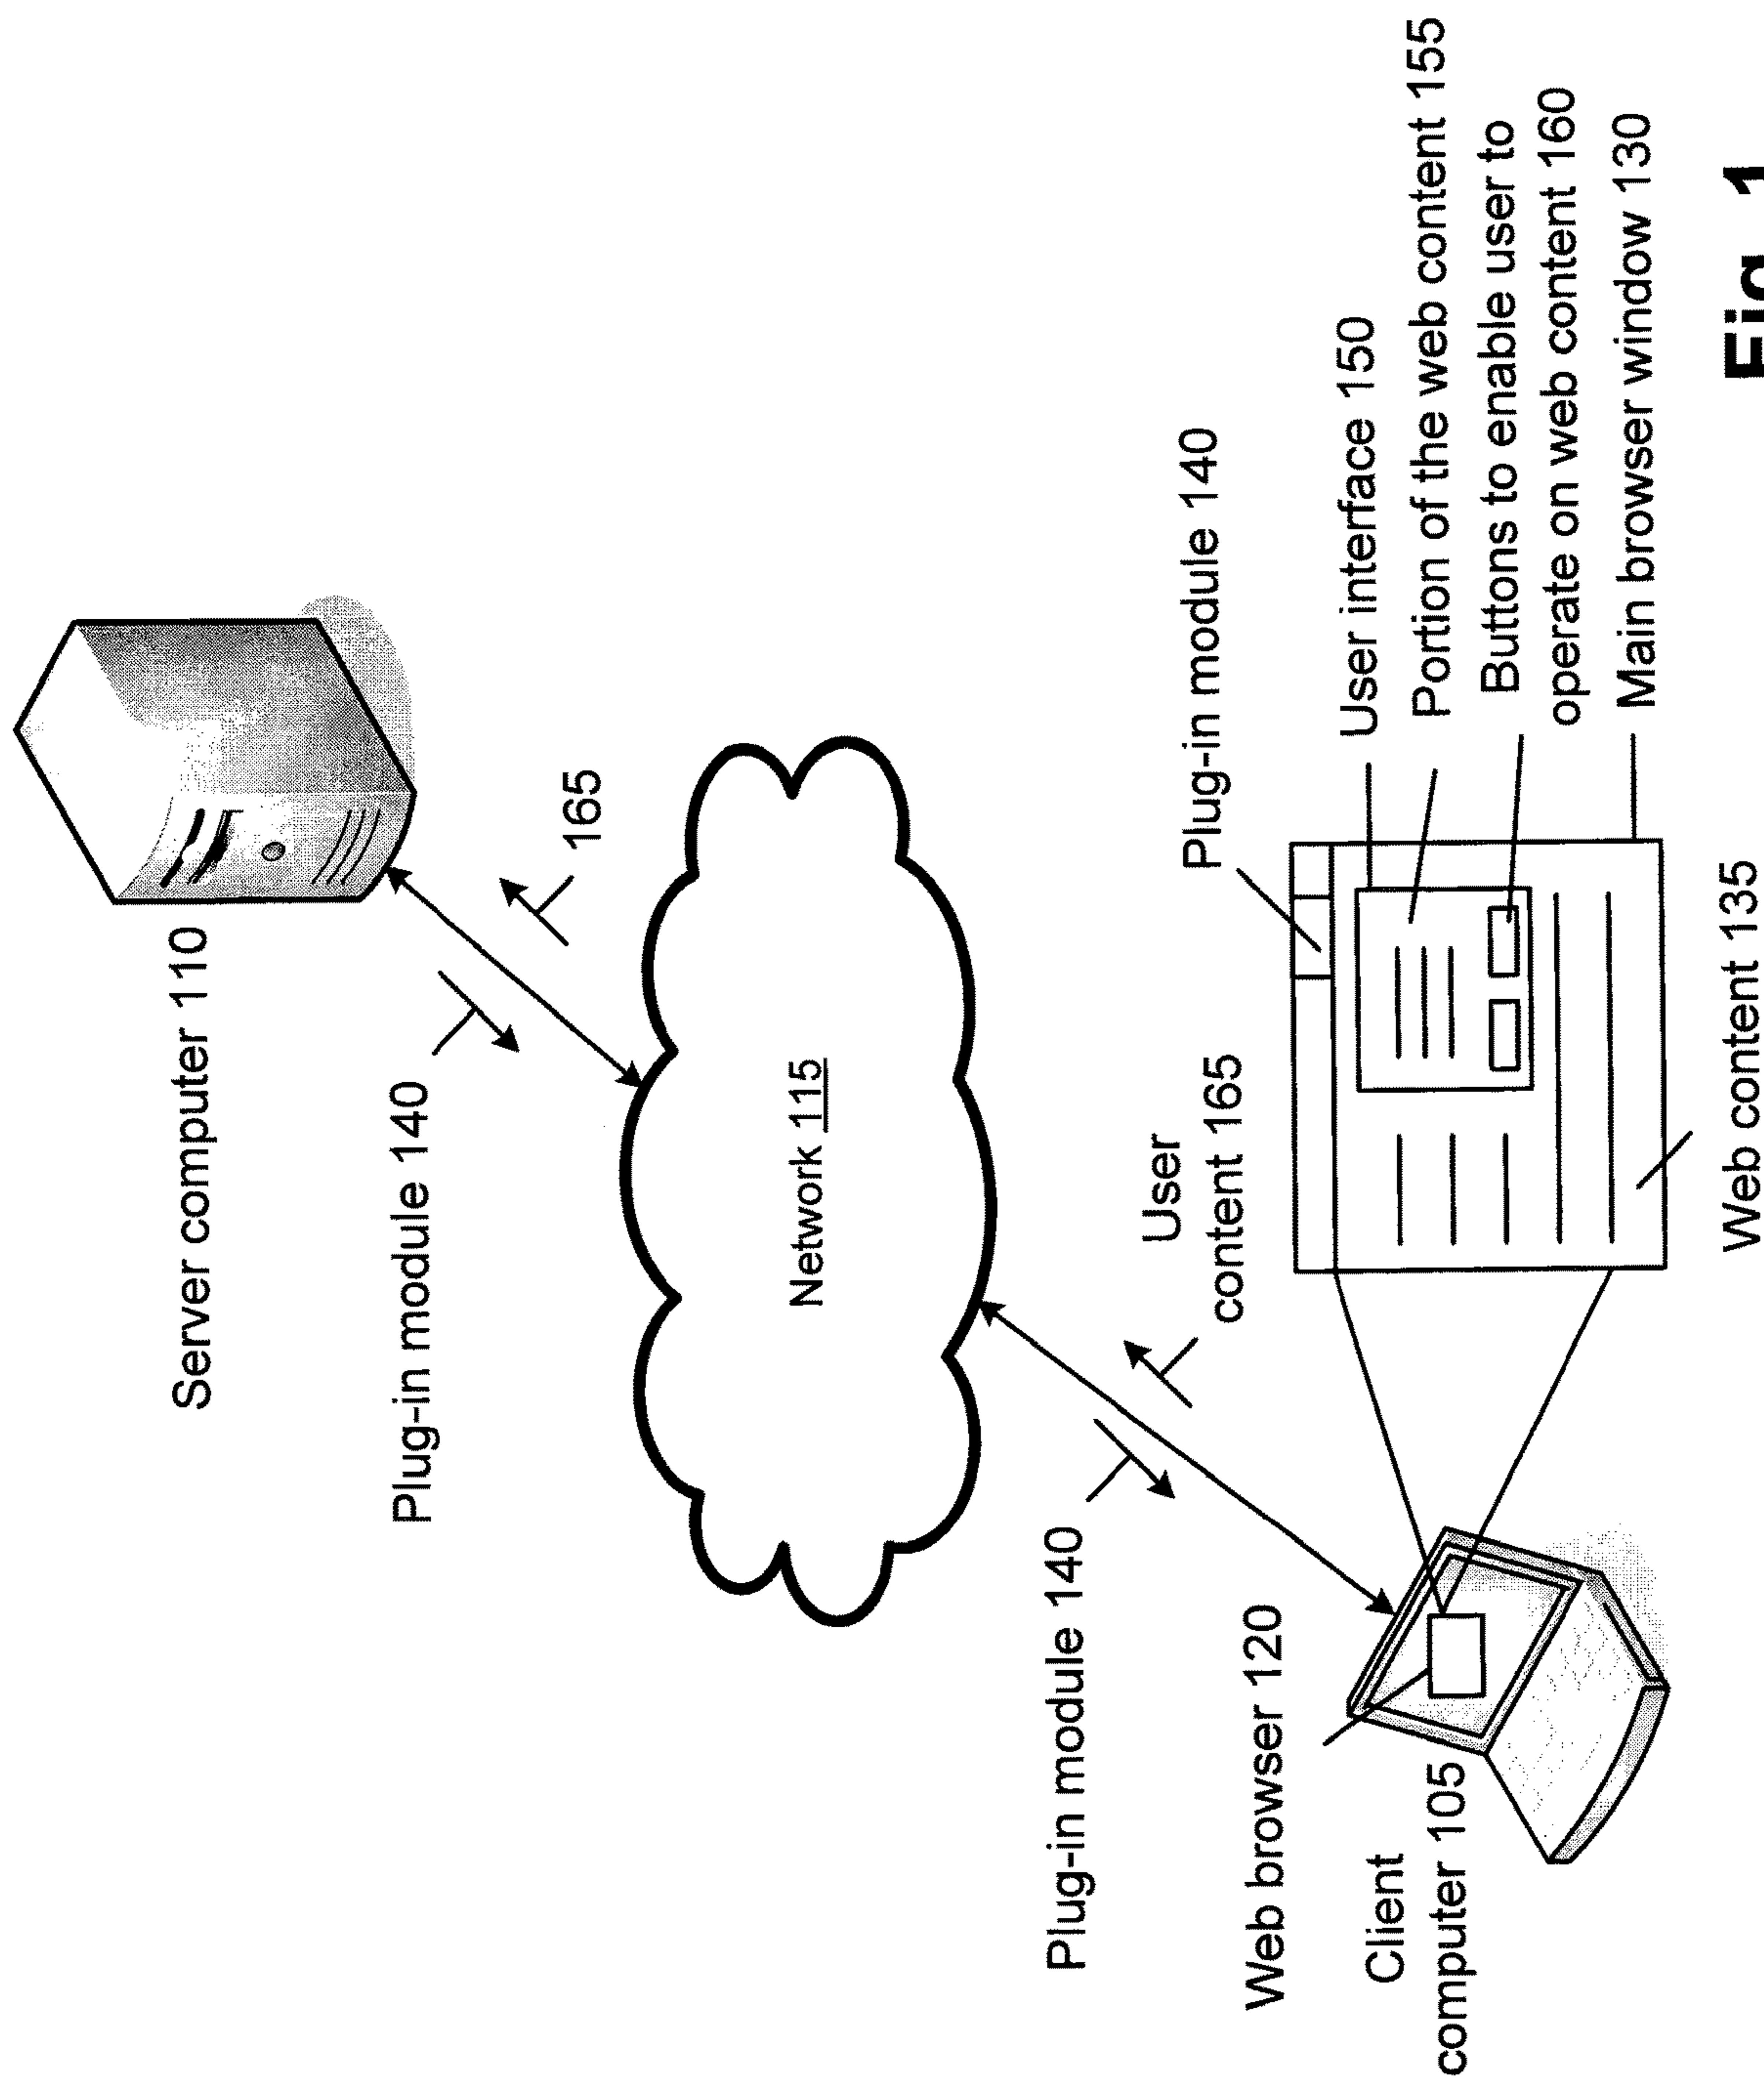 Server computer 110
Plug-in module 140
165
Network 115
Plug-in module 140
User
content 165
Web browser 120
Client
computer 105
Plug-in module 140
User interface 150
Portion of the web content 155
Buttons to enable user to
operate on web content 160
Main browser window 130
Web content 135
Fig. 1